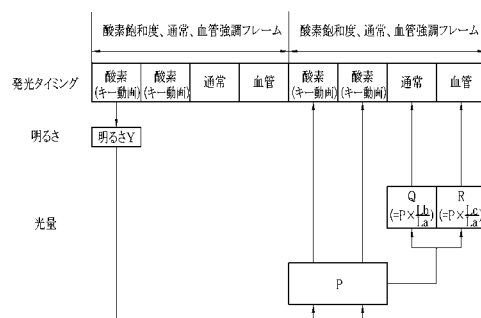 酸素飽和度、通常、血管強調フレーム
酸素飽和度、通常、血管強調フレーム
発光タイミング
酸素
(キー動画)
酸素
(キー動画)
通常
血管
酸素
(キー動画)
酸素
(キー動画)
通常
血管
明るさ
明るさY
光量
Q
(=P×Lb/La)
R
(=P×Lc/La)
P